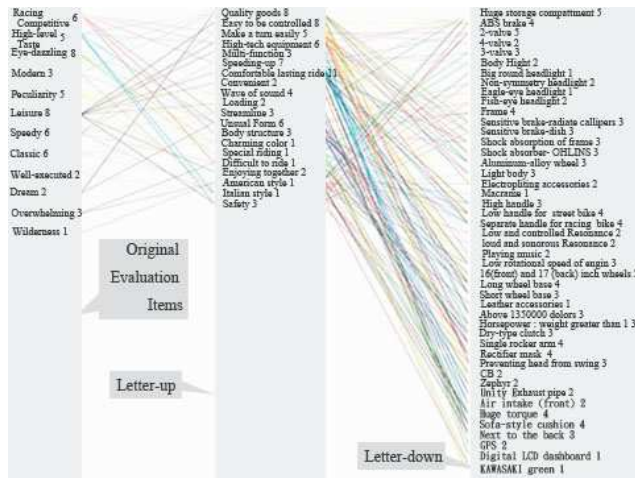 Racing
Competitive 6
High-level 5
Taste
Eye-dazzling 8
Modern 3
Peculiarity 5
Leisure 8
Speedy 6
Classic 6
Well-executed 2
Dream 2
Overwhelming 3
Wilderness 1
Original
Evaluation
Items
Letter-up
Quality goods 8
Easy to be controlled 8
Make a turn easily 5
High-tech equipment 6
Multi-function 3
Speeding-up 7
Comfortable lasting ride 11
Convenient 2
Wave of sound 4
Loading 2
Streamline 3
Unsual Form 6
Body structure 3
Charming color 1
Special riding 1
Difficult to ride 1
Enjoying together 2
American style 1
Italian style 1
Safety 3
Letter-down
Huge storage compattment 5
ABS brake 4
2-valve 5
4-valve 2
3-valve 3
Body Hight 2
Big round headlight 1
Non-symmetry headlight 2
Eagle-eye headlight 1
Fish-eye headlight 2
Frame 4
Sensitive brake-radiate callipers 3
Sensitive brake-dish 3
Shock absorption of frame 3
Shock absorber- OHLINS 3
Aluminum-alloy wheel 3
Light body 3
Electropliting accessories 2
Macranke 1
High handle 3
Low handle for street bike 4
Separate handle for racing bike 4
Low and controlled Resonance 2
loud and sonorous Resonance 2
Playing music 2
Low rotational speed of engin 3
16(front) and 17 (back) inch wheels
Long wheel base 4
Short wheel base 3
Leather accessories 1
Above 1350000 dolors 3
Horsepower : weight greater than 1 3
Dry-type clutch 3
Single rocker arm 4
Rectifier mask 4
Preventing head from swing 3
CB 2
Zephyr 2
Unity Exhaust pipe 2
Air intake (front) 2
Huge torque 4
Sofa-style cushion 4
Next to the back 3
GPS 2
Digital LCD dashboard 1
KAWASAKI green 1